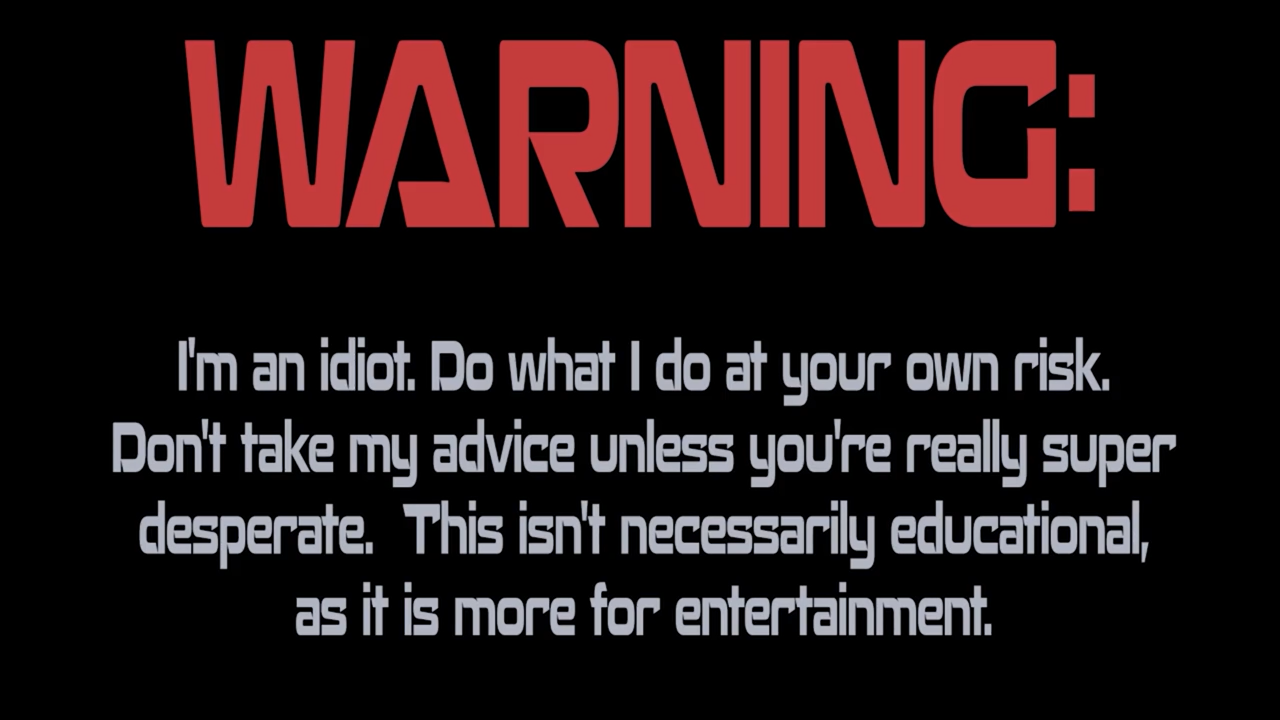 WARNING:
I'm an idiot. Do what I do at your own risk.
Don't take my advice unless you're really super
desperate.  This isn't necessarily educational,
as it is more for entertainment.